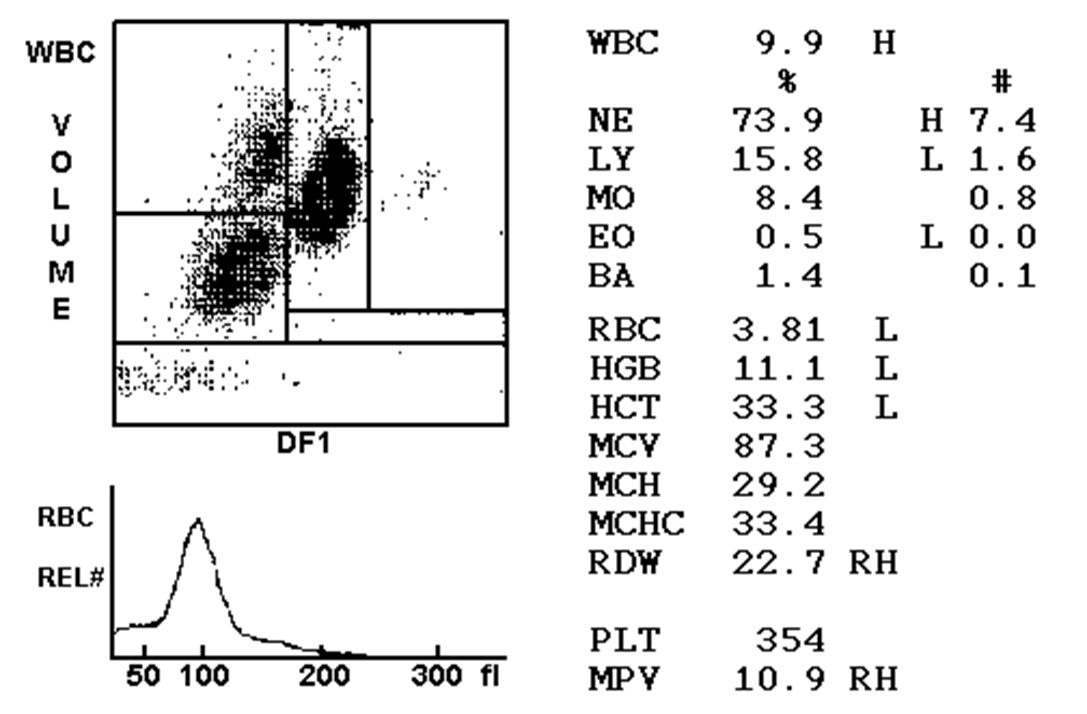 WBC
VOLUME
DF1
RBC
REL#
50 100 200 300 fl
WBC 9.9 H
% #
NE 73.9 H 7.4
LY 15.8 L 1.6
MO 8.4 0.8
EO 0.5 L 0.0
BA 1.4 0.1
RBC 3.81 L
HGB 11.1 L
HCT 33.3 L
MCV 87.3
MCH 29.2
MCHC 33.4
RDW 22.7 RH
PLT 354
MPV 10.9 RH